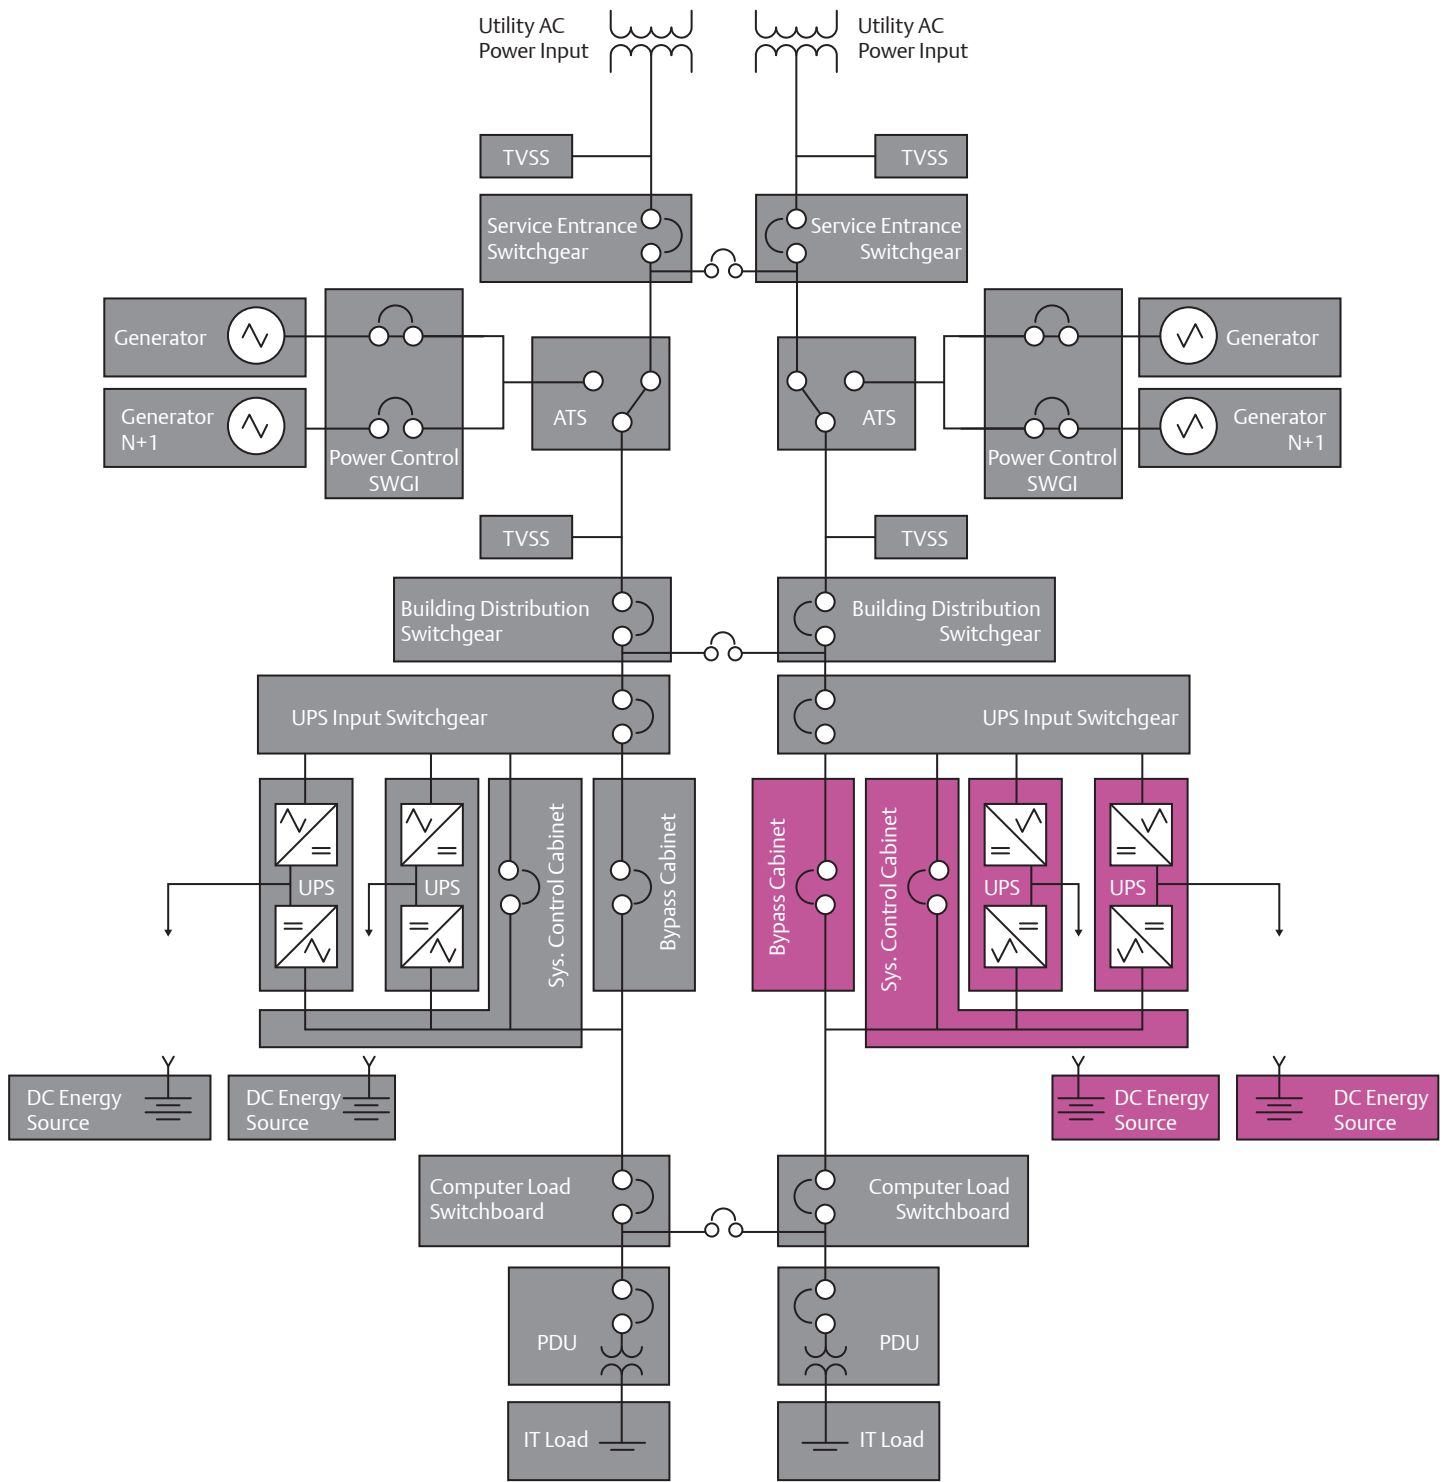 Utility AC
Power Input
Utility AC
Power Input
TVSS
TVSS
Service Entrance
Switchgear
Service Entrance
Switchgear
Generator
Generator
N+1
Power Control
SWGI
ATS
ATS
Power Control
SWGI
Generator
Generator
N+1
TVSS
TVSS
Building Distribution
Switchgear
Building Distribution
Switchgear
UPS Input Switchgear
UPS Input Switchgear
UPS
UPS
Sys. Control Cabinet
Bypass Cabinet
Bypass Cabinet
Sys. Control Cabinet
UPS
UPS
DC Energy
Source
DC Energy
Source
DC Energy
Source
DC Energy
Source
Computer Load
Switchboard
Computer Load
Switchboard
PDU
PDU
IT Load
IT Load